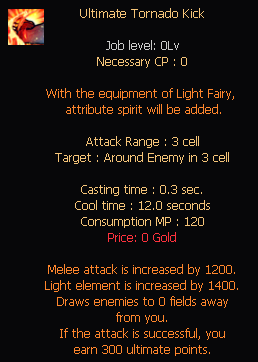 Ultimate Tornado Kick
Job level: 0Lv
Necessary CP : 0
With the equipment of Light Fairy,
attribute spirit will be added.
Attack Range : 3 cell
Target : Around Enemy in 3 cell
Casting time : 0.3 sec.
Cool time : 12.0 seconds
Consumption MP : 120
Price: 0 Gold
Melee attack is increased by 1200.
Light element is increased by 1400.
Draws enemies to 0 fields away
from you.
If the attack is successful, you
earn 300 ultimate points.